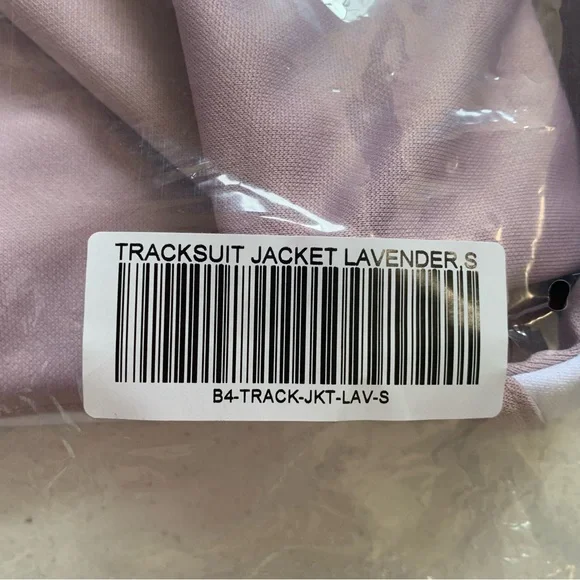 TRACKSUIT JACKET LAVENDER.S
B4-TRACK-JKT-LAV-S